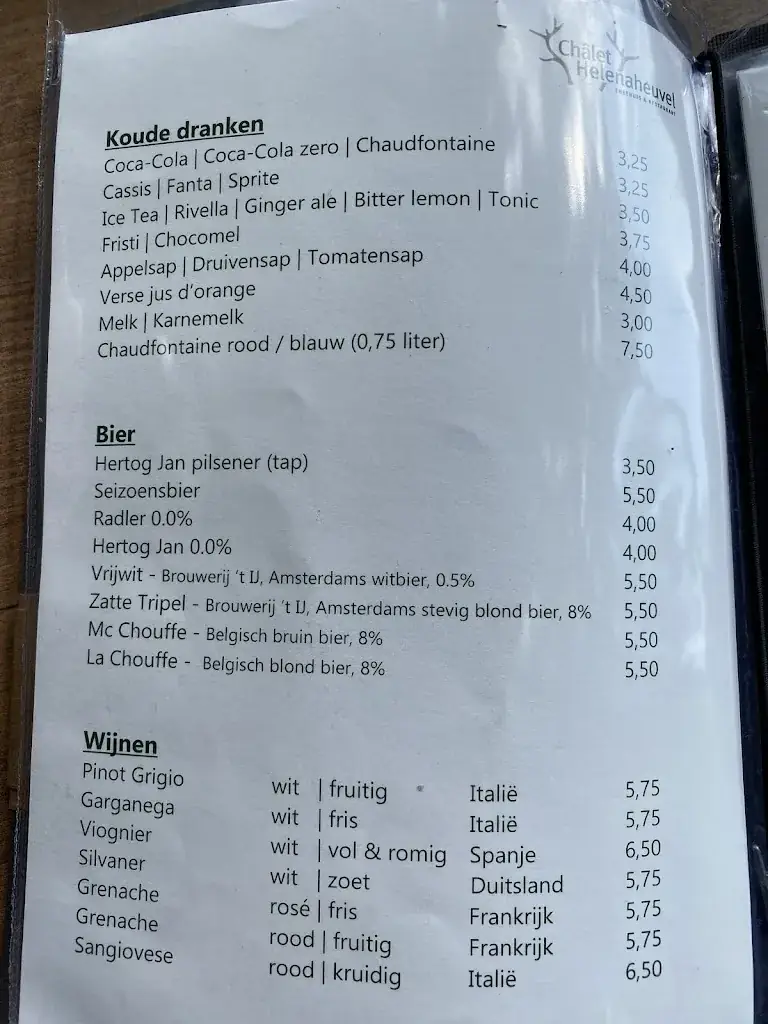 Châlet
Helenaheuvel
Koude dranken
Coca-Cola | Coca-Cola zero | Chaudfontaine 3,25
Cassis | Fanta | Sprite 3,25
Ice Tea | Rivella | Ginger ale | Bitter lemon | Tonic 3,50
Fristi | Chocomel 3,75
Appelsap | Druivensap | Tomatensap 4,00
Verse jus d'orange 4,50
Melk | Karnemelk 3,00
Chaudfontaine rood / blauw (0,75 liter) 7,50
Bier
Hertog Jan pilsener (tap) 3,50
Seizoensbier 5,50
Radler 0.0% 4,00
Hertog Jan 0.0% 4,00
Vrijwit - Brouwerij 't IJ, Amsterdams witbier, 0.5% 5,50
Zatte Tripel - Brouwerij 't IJ, Amsterdams stevig blond bier, 8% 5,50
Mc Chouffe - Belgisch bruin bier, 8% 5,50
La Chouffe - Belgisch blond bier, 8% 5,50
Wijnen
Pinot Grigio wit | fruitig Italië 5,75
Garganega wit | fris Italië 5,75
Viognier wit | vol & romig Spanje 6,50
Silvaner wit | zoet Duitsland 5,75
Grenache rosé | fris Frankrijk 5,75
Grenache rood | fruitig Frankrijk 5,75
Sangiovese rood | kruidig Italië 6,50